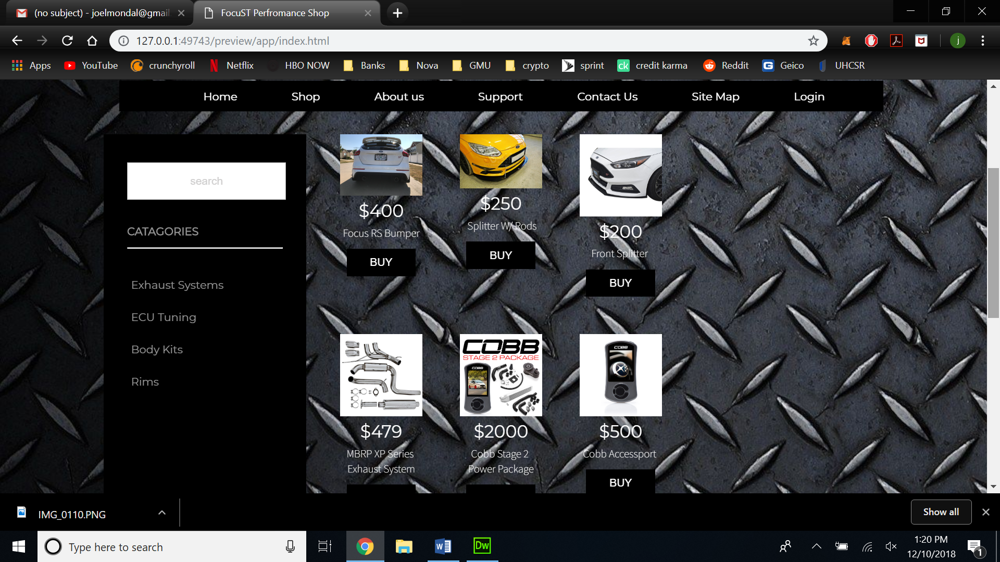 (no subject) - joelmondal@gmail
FocuST Perfromance Shop
127.0.0.1:49743/preview/app/index.html
j
Apps
YouTube
crunchyroll
Netflix
HBO NOW
Banks
Nova
GMU
crypto
sprint
ck
credit karma
Reddit
G
Geico
UHCSR
Home
Shop
About us
Support
Contact Us
Site Map
Login
search
CATAGORIES
Exhaust Systems
ECU Tuning
Body Kits
Rims
$400
Focus RS Bumper
BUY
$250
Splitter W/ Rods
BUY
$200
Front Splitter
BUY
$479
MBRP XP Series
Exhaust System
COBB
STAGE 2 PACKAGE
COBB
$2000
Cobb Stage 2
Power Package
COBB
$500
Cobb Accessport
BUY
IMG_0110.PNG
Show all
Type here to search
W
Dw
1:20 PM
12/10/2018
1